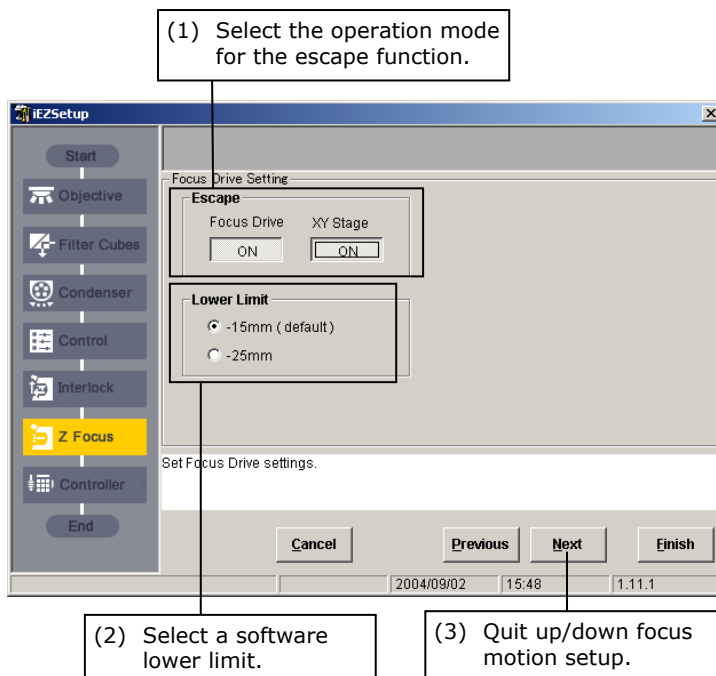 (1) Select the operation mode
for the escape function.
iEZSetup
Start
Objective
Filter Cubes
Condenser
Control
Interlock
Z Focus
Controller
End
Focus Drive Setting
Escape
Focus Drive XY Stage
ON ON
Lower Limit
-15mm ( default )
-25mm
Set Focus Drive settings.
Cancel Previous Next Finish
2004/09/02 15:48 1.11.1
(2) Select a software
lower limit.
(3) Quit up/down focus
motion setup.